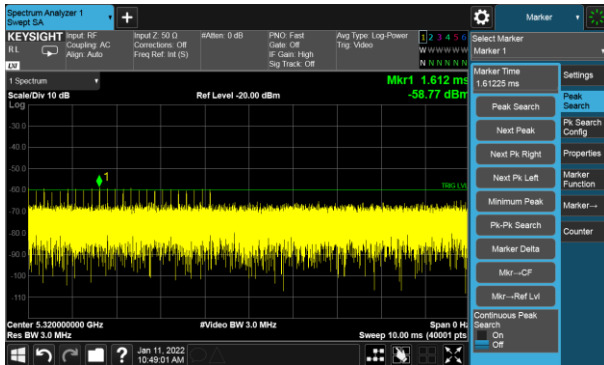 Spectrum Analyzer 1
Swept SA
+
Marker
KEYSIGHT
RL
Input: RF
Coupling: AC
Align: Auto
Input Z: 50 Ω
Corrections: Off
Freq Ref: Int (S)
#Atten: 0 dB
PNO: Fast
Gate: Off
IF Gain: High
Sig Track: Off
Avg Type: Log-Power
Trig: Video
1 2 3 4 5 6
W W W W W W
N N N N N N
Select Marker
Marker 1
LXI
1 Spectrum
Mkr1 1.612 ms
Scale/Div 10 dB
Ref Level -20.00 dBm
-58.77 dBm
Log
-30.0
-40.0
-50.0
-60.0
-70.0
-80.0
-90.0
-100
-110
1
TRIG LVL
Center 5.320000000 GHz
#Video BW 3.0 MHz
Span 0 Hz
Res BW 3.0 MHz
Sweep 10.00 ms (40001 pts)
Marker Time
1.61225 ms
Peak Search
Next Peak
Next Pk Right
Next Pk Left
Minimum Peak
Pk-Pk Search
Marker Delta
Mkr→CF
Mkr→Ref Lvl
Continuous Peak
Search
On
Off
Settings
Peak
Search
Pk Search
Config
Properties
Marker
Function
Marker→
Counter
?
Jan 11, 2022
10:49:01 AM